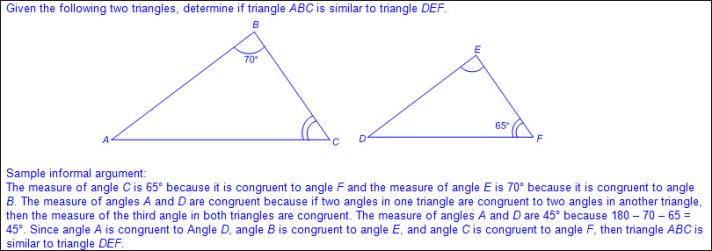 Given the following two triangles, determine if triangle ABC is similar to triangle DEF.
B
70°
E
A
C
D
65°
F
Sample informal argument:
The measure of angle C is 65° because it is congruent to angle F and the measure of angle E is 70° because it is congruent to angle
B. The measure of angles A and D are congruent because if two angles in one triangle are congruent to two angles in another triangle,
then the measure of the third angle in both triangles are congruent. The measure of angles A and D are 45° because 180 – 70 – 65 =
45°. Since angle A is congruent to Angle D, angle B is congruent to angle E, and angle C is congruent to angle F, then triangle ABC is
similar to triangle DEF.